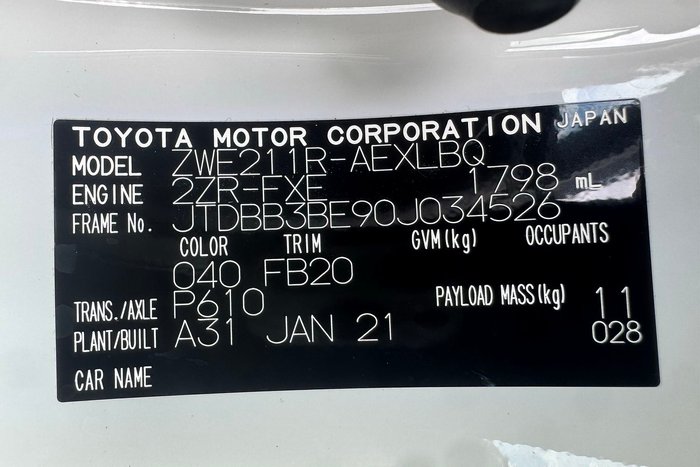 TOYOTA MOTOR CORPORATION JAPAN
MODEL ZWE211R-AEXLBQ
ENGINE 2ZR-FXE 1798 mL
FRAME No. JTDBB3BE90J034526
COLOR TRIM GVM(kg) OCCUPANTS
040 FB20
TRANS./AXLE P610 PAYLOAD MASS(kg) 11
PLANT/BUILT A31 JAN 21 028
CAR NAME